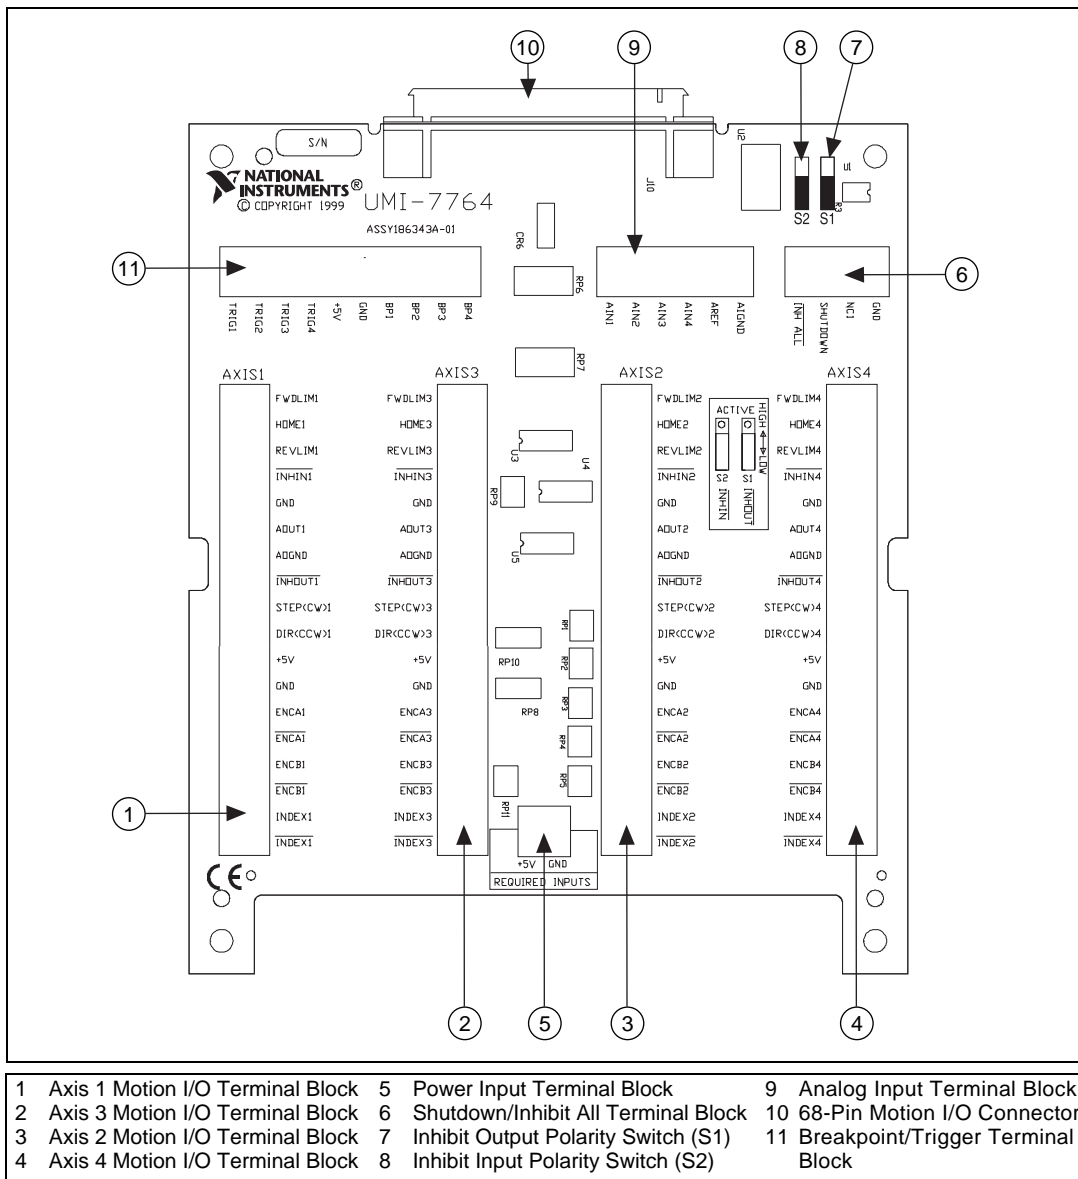 10
9
8
7
S/N
NATIONAL
INSTRUMENTS®
© COPYRIGHT 1999
UMI-7764
ASSY186343A-01
CR6
J10
U2
U1
R3
S2
S1
11
RP6
6
TRIG1
TRIG2
TRIG3
TRIG4
+5V
GND
BP1
BP2
BP3
BP4
AIN1
AIN2
AIN3
AIN4
AREF
AIGND
INH ALL
SHUTDOWN
NC1
GND
RP7
AXIS1
AXIS3
AXIS2
AXIS4
FWDLIM1
HOME1
REVLIM1
INHIN1
GND
AOUT1
AOGND
INHOUT1
STEP(CW)1
DIR(CCW)1
+5V
GND
ENCA1
ENCA1
ENCB1
ENCB1
INDEX1
INDEX1
FWDLIM3
HOME3
REVLIM3
INHIN3
GND
AOUT3
AOGND
INHOUT3
STEP(CW)3
DIR(CCW)3
+5V
GND
ENCA3
ENCA3
ENCB3
ENCB3
INDEX3
INDEX3
U3
U4
RP9
U5
RP1
RP10
RP2
RP8
RP3
RP4
RP5
RP11
FWDLIM2
HOME2
REVLIM2
INHIN2
GND
AOUT2
AOGND
INHOUT2
STEP(CW)2
DIR(CCW)2
+5V
GND
ENCA2
ENCA2
ENCB2
ENCB2
INDEX2
INDEX2
ACTIVE
HIGH
LOW
S2
S1
INHIN
INHOUT
FWDLIM4
HOME4
REVLIM4
INHIN4
GND
AOUT4
AOGND
INHOUT4
STEP(CW)4
DIR(CCW)4
+5V
GND
ENCA4
ENCA4
ENCB4
ENCB4
INDEX4
INDEX4
1
+5V GND
REQUIRED INPUTS
CE
2
5
3
4
1 Axis 1 Motion I/O Terminal Block
2 Axis 3 Motion I/O Terminal Block
3 Axis 2 Motion I/O Terminal Block
4 Axis 4 Motion I/O Terminal Block
5 Power Input Terminal Block
6 Shutdown/Inhibit All Terminal Block
7 Inhibit Output Polarity Switch (S1)
8 Inhibit Input Polarity Switch (S2)
9 Analog Input Terminal Block
10 68-Pin Motion I/O Connector
11 Breakpoint/Trigger Terminal
Block